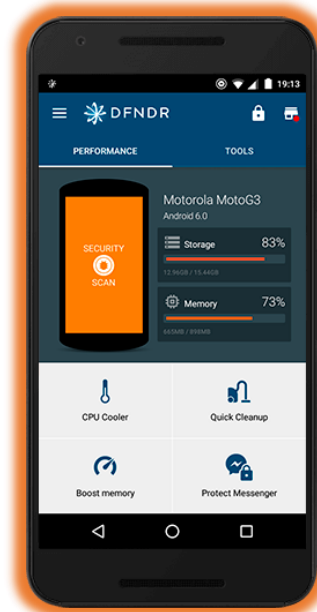 19:13
DFNDR
PERFORMANCE TOOLS
Motorola MotoG3
Android 6.0
SECURITY
SCAN
Storage 83%
12.96GB / 15.44GB
Memory 73%
665MB / 898MB
CPU Cooler
Quick Cleanup
Boost memory
Protect Messenger